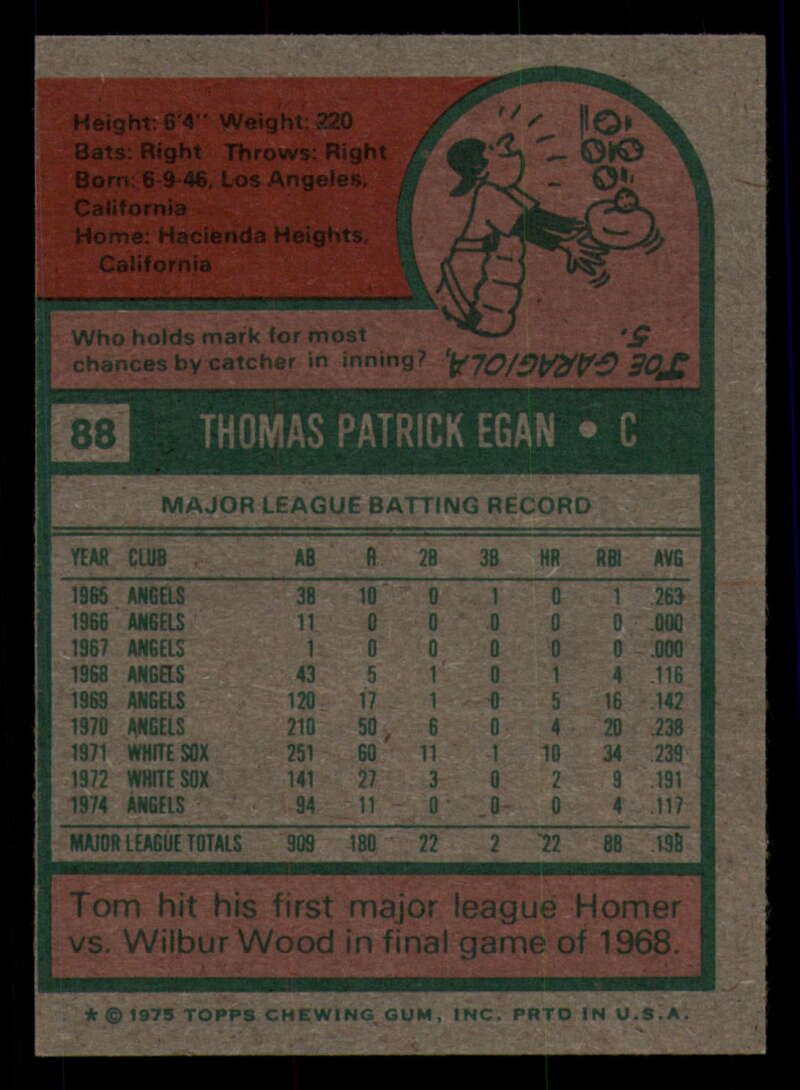 Height: 6'4" Weight: 220
Bats: Right Throws: Right
Born: 6-9-46, Los Angeles,
California
Home: Hacienda Heights,
California
Who holds mark for most
chances by catcher in inning?
JOE GARAGIOLA,
5.
88 THOMAS PATRICK EGAN • C
MAJOR LEAGUE BATTING RECORD
YEAR CLUB AB R 2B 3B HR RBI AVG
1965 ANGELS 38 10 0 1 0 1 .263
1966 ANGELS 11 0 0 0 0 0 .000
1967 ANGELS 1 0 0 0 0 0 .000
1968 ANGELS 43 5 1 0 1 4 .116
1969 ANGELS 120 17 1 0 5 16 .142
1970 ANGELS 210 50 6 0 4 20 .238
1971 WHITE SOX 251 60 11 1 10 34 .239
1972 WHITE SOX 141 27 3 0 2 9 .191
1974 ANGELS 94 11 0 0 0 4 .117
MAJOR LEAGUE TOTALS 909 180 22 2 22 88 .198
Tom hit his first major league Homer
vs. Wilbur Wood in final game of 1968.
* © 1975 TOPPS CHEWING GUM, INC. PRTD IN U.S.A.